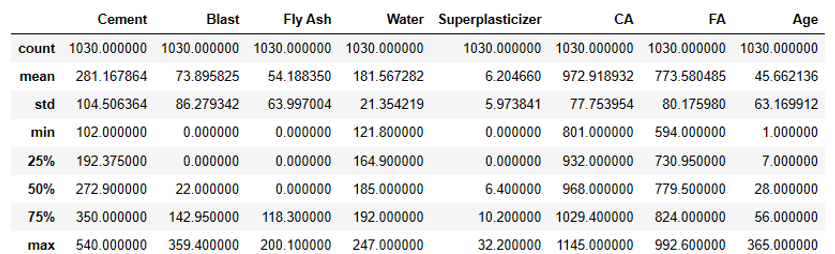 Cement Blast Fly Ash Water Superplasticizer CA FA Age
count 1030.000000 1030.000000 1030.000000 1030.000000 1030.000000 1030.000000 1030.000000 1030.000000
mean 281.167864 73.895825 54.188350 181.567282 6.204660 972.918932 773.580485 45.662136
std 104.506364 86.279342 63.997004 21.354219 5.973841 77.753954 80.175980 63.169912
min 102.000000 0.000000 0.000000 121.800000 0.000000 801.000000 594.000000 1.000000
25% 192.375000 0.000000 0.000000 164.900000 0.000000 932.000000 730.950000 7.000000
50% 272.900000 22.000000 0.000000 185.000000 6.400000 968.000000 779.500000 28.000000
75% 350.000000 142.950000 118.300000 192.000000 10.200000 1029.400000 824.000000 56.000000
max 540.000000 359.400000 200.100000 247.000000 32.200000 1145.000000 992.600000 365.000000